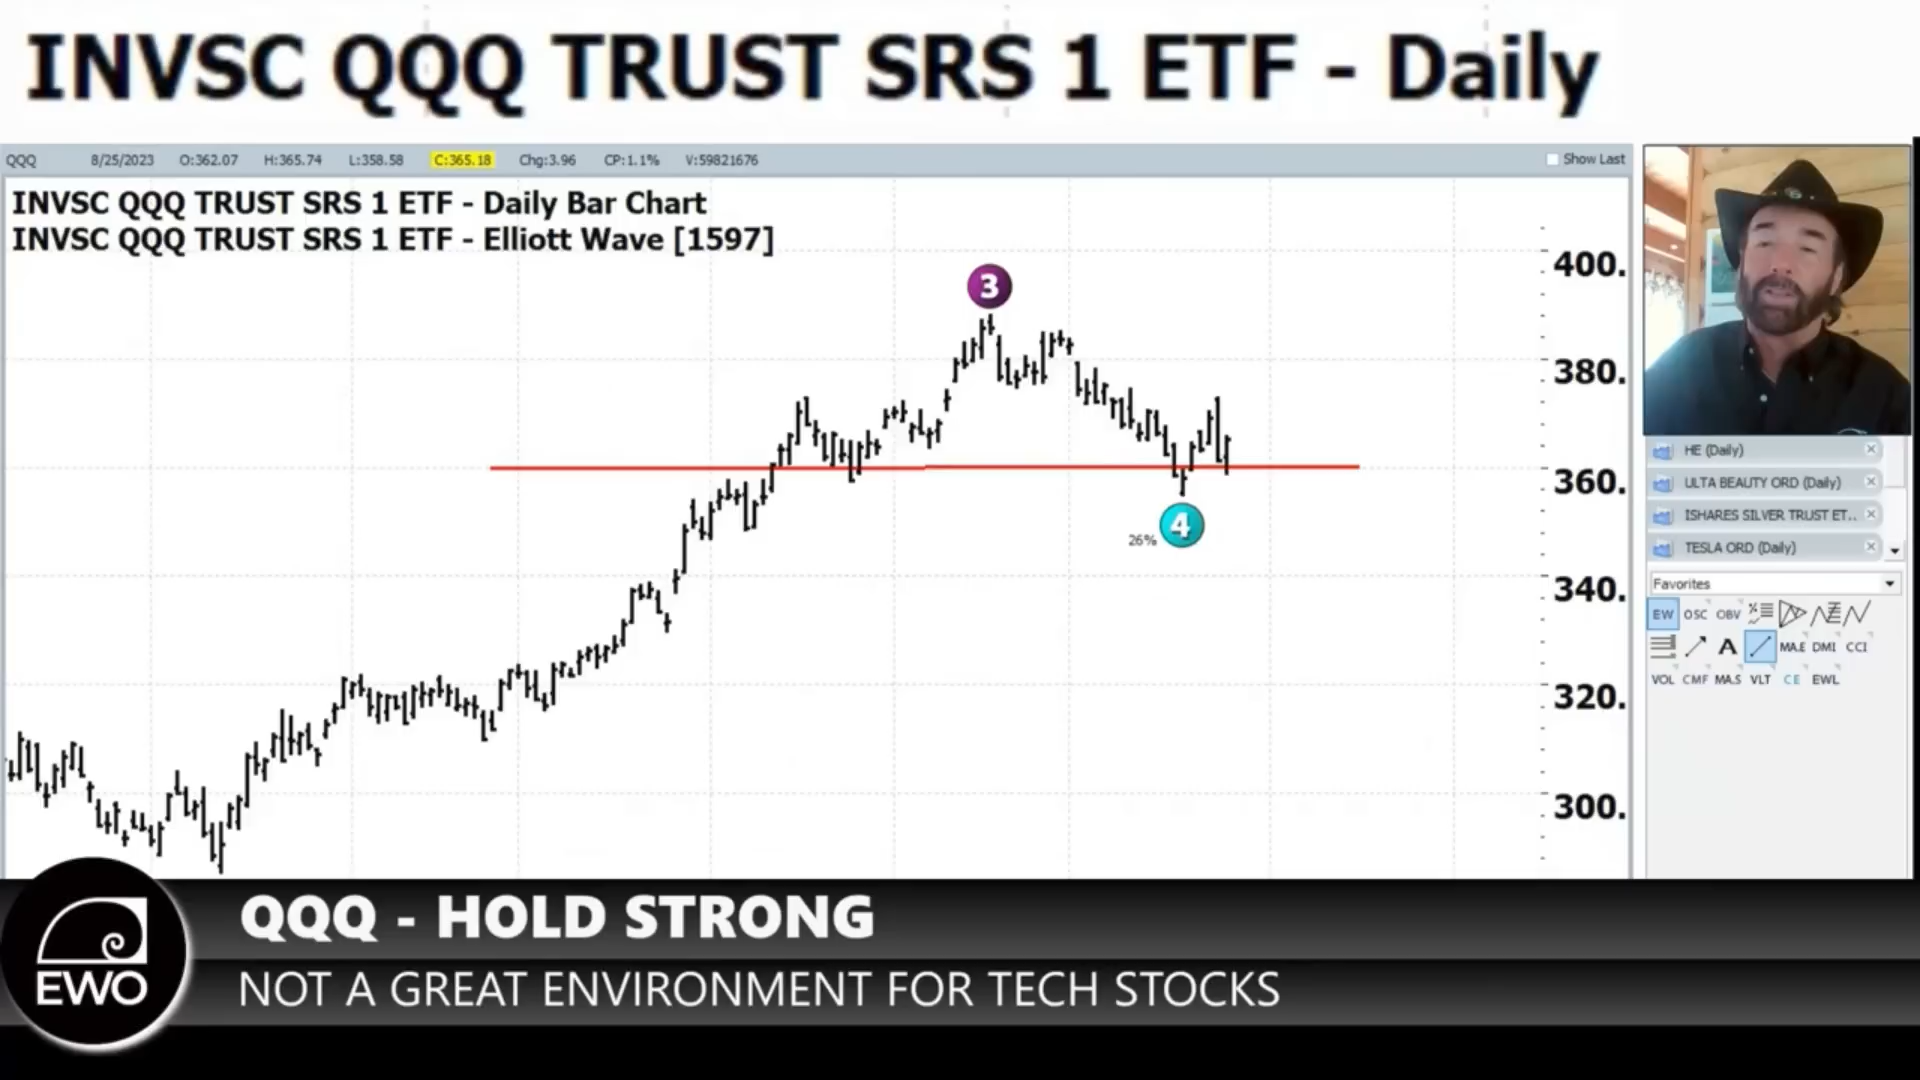 INVSC QQQ TRUST SRS 1 ETF - Daily
QQQ 8/25/2023 O:362.07 H:365.74 L:358.58 C:365.18 Chg:3.96 CP:1.1% V:59821676 Show Last
INVSC QQQ TRUST SRS 1 ETF - Daily Bar Chart
INVSC QQQ TRUST SRS 1 ETF - Elliott Wave [1597]
3
4
26%
400.
380.
360.
340.
320.
300.
HE (Daily)
ULTA BEAUTY ORD (Daily)
ISHARES SILVER TRUST ET..
TESLA ORD (Daily)
Favorites
EW OSC OBV
A MA.E DMI CCI
VOL CMF MA.S VLT CE EWL
EWO
QQQ - HOLD STRONG
NOT A GREAT ENVIRONMENT FOR TECH STOCKS